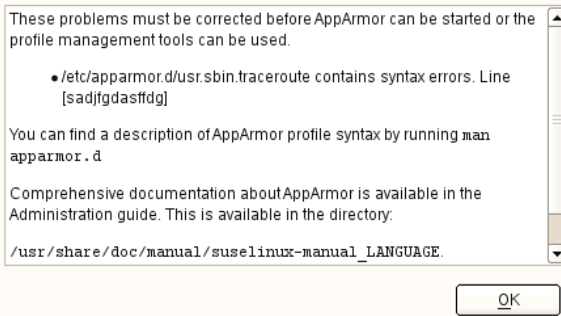 These problems must be corrected before AppArmor can be started or the
profile management tools can be used.
• /etc/apparmor.d/usr.sbin.traceroute contains syntax errors. Line
[sadjfgdasffdg]
You can find a description of AppArmor profile syntax by running man
apparmor.d
Comprehensive documentation about AppArmor is available in the
Administration guide. This is available in the directory:
/usr/share/doc/manual/suselinux-manual_LANGUAGE.
OK